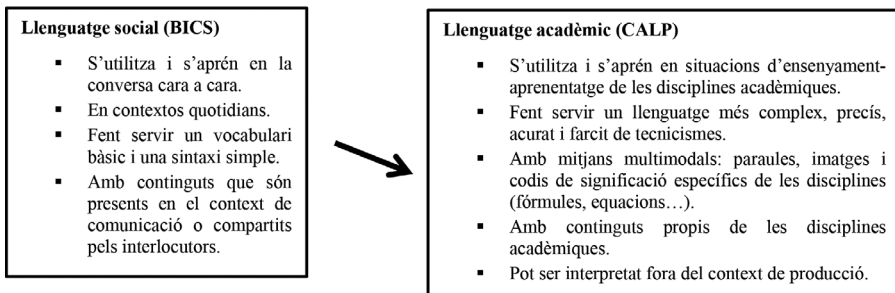 Llenguatge social (BICS)
▪ S’utilitza i s’aprén en la
conversa cara a cara.
▪ En contextos quotidians.
▪ Fent servir un vocabulari
bàsic i una sintaxi simple.
▪ Amb continguts que són
presents en el context de
comunicació o compartits
pels interlocutors.
Llenguatge acadèmic (CALP)
▪ S’utilitza i s’aprén en situacions d’ensenyament-
aprenentatge de les disciplines acadèmiques.
▪ Fent servir un llenguatge més complex, precís,
acurat i farcit de tecnicismes.
▪ Amb mitjans multimodals: paraules, imatges i
codis de significació específics de les disciplines
(fórmules, equacions…).
▪ Amb continguts propis de les disciplines
acadèmiques.
▪ Pot ser interpretat fora del context de producció.